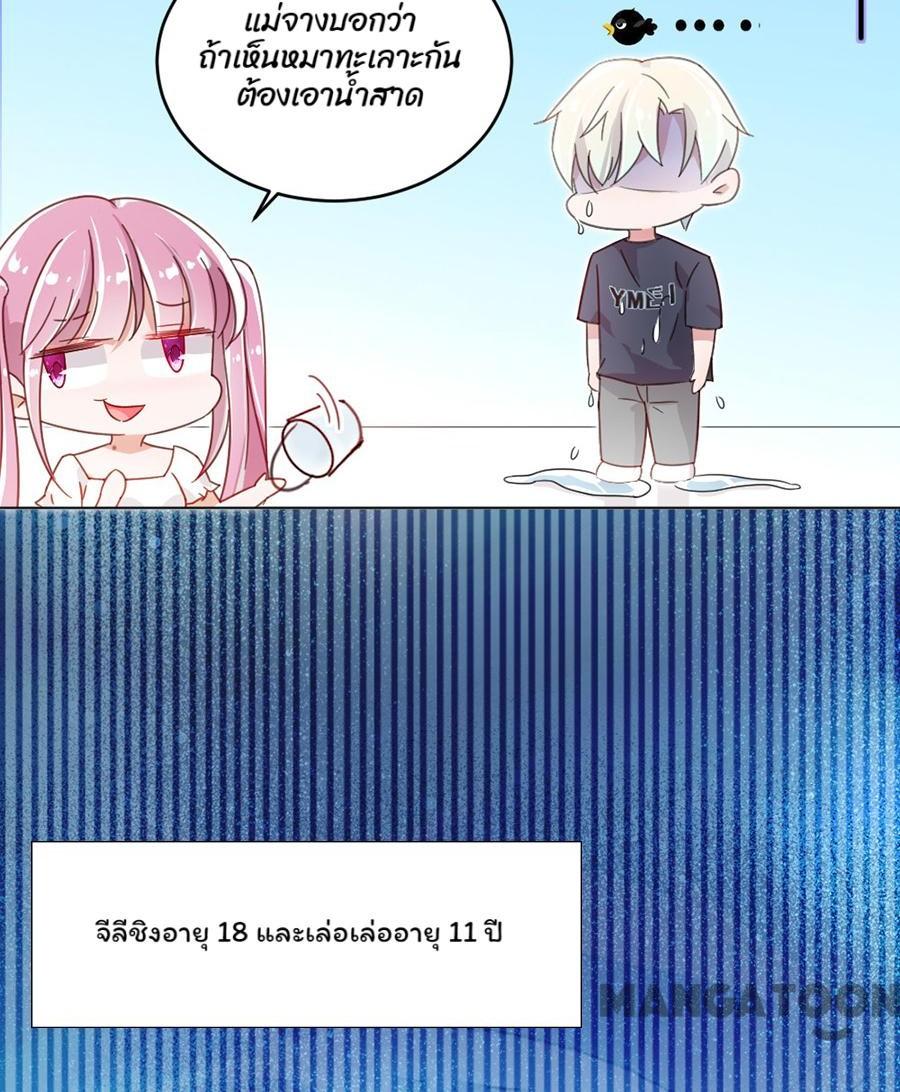 แม่จางบอกว่า
ถ้าเห็นหมาทะเลาะกัน
ต้องเอาน้ำสาด
YMEI
จีลีชิงอายุ 18 และเล่อเล่ออายุ 11 ปี
MANGATOON